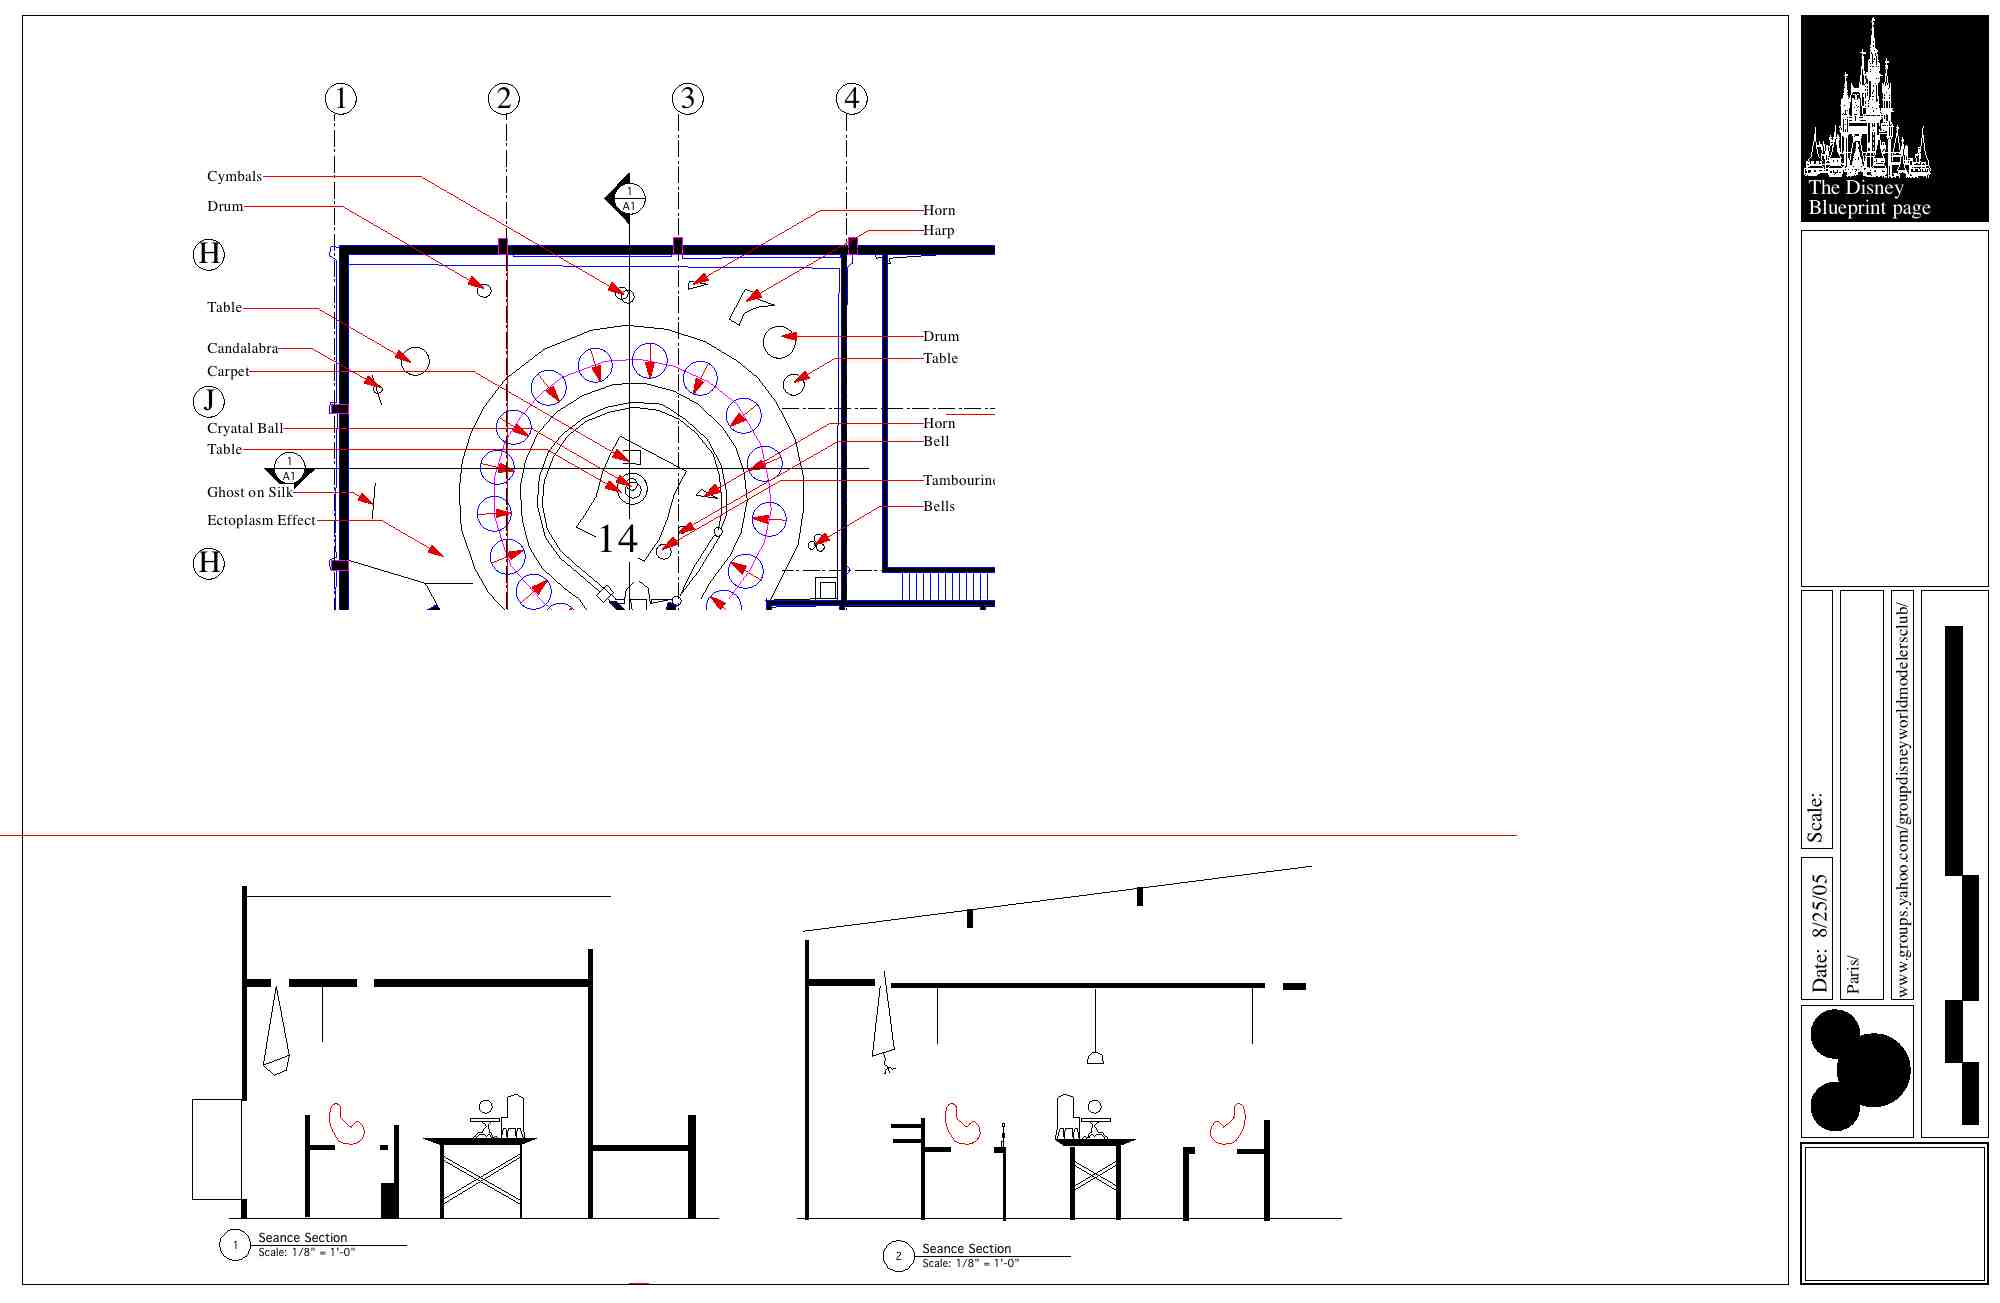 1 2 3 4
Cymbals
Drum
1
A1
Horn
Harp
H
Table
Candalabra
Carpet
J
Cryatal Ball
Table
1
A1
Ghost on Silk
Ectoplasm Effect
H
Drum
Table
Horn
Bell
Tambourin
Bells
14
1
Seance Section
Scale: 1/8" = 1'-0"
2
Seance Section
Scale: 1/8" = 1'-0"
The Disney
Blueprint page
Scale:
Date: 8/25/05
Paris/
www.groups.yahoo.com/groupdisneyworldmodelersclub/